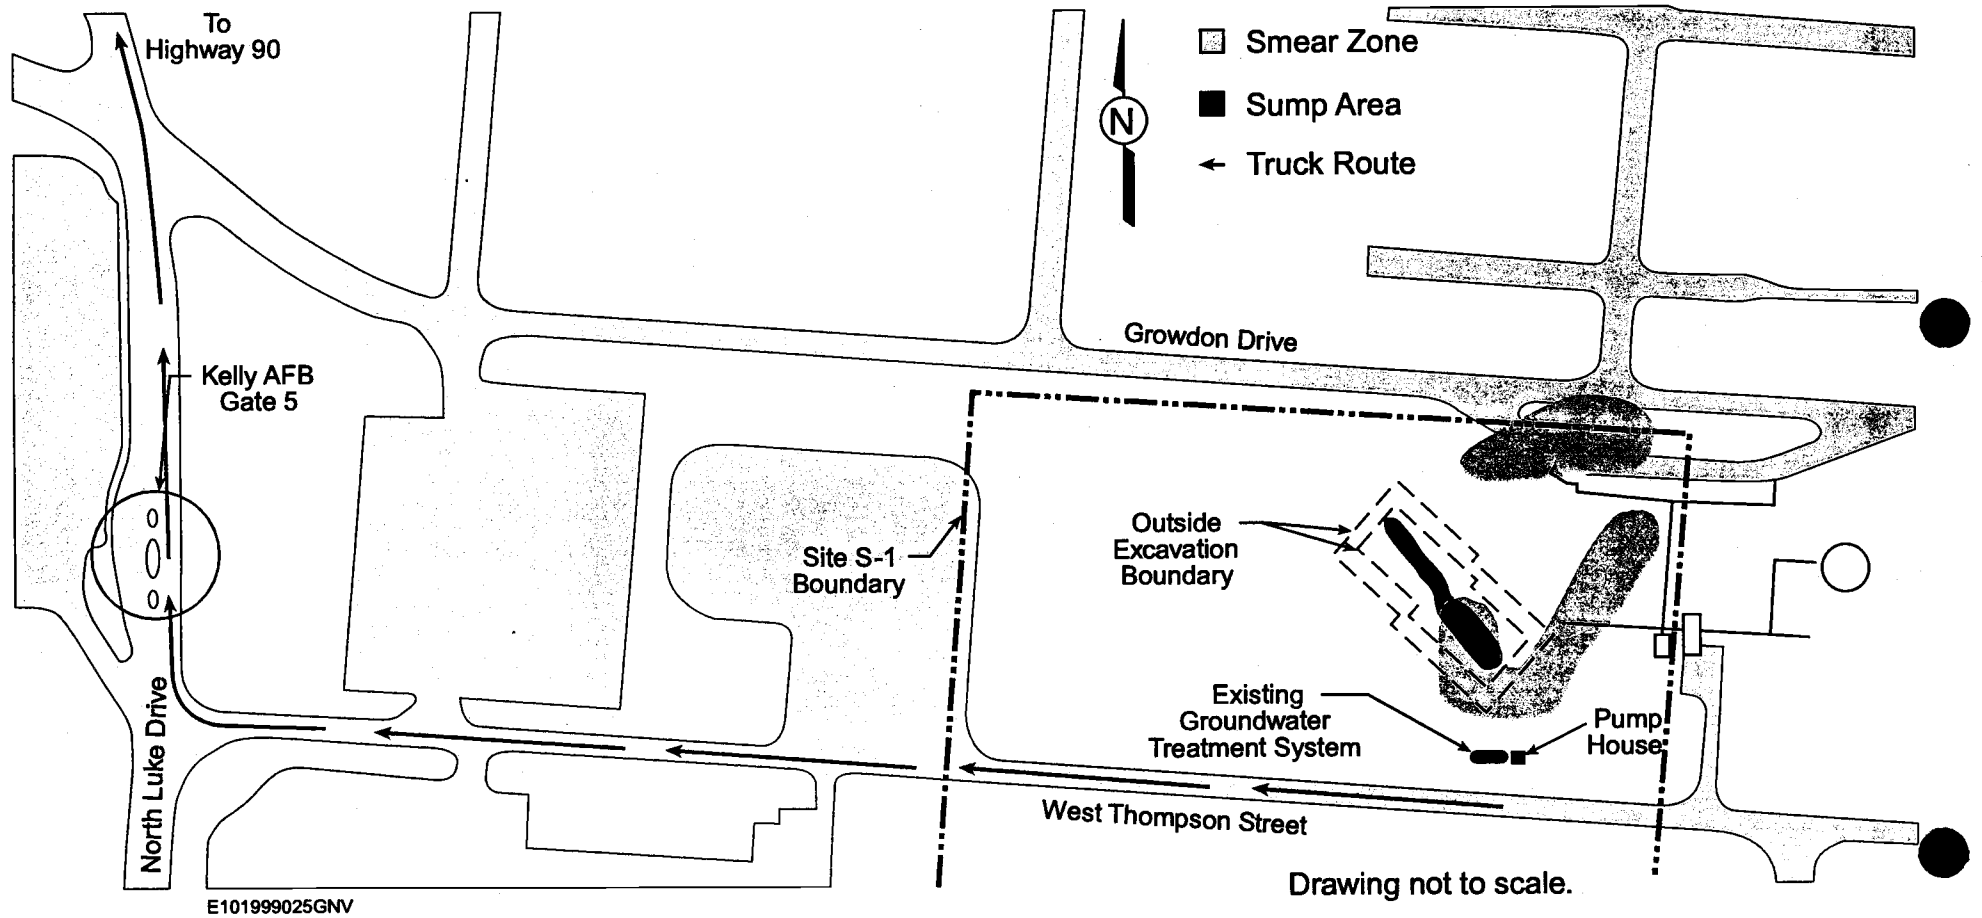 To
Highway 90
N
Smear Zone
Sump Area
Truck Route
Growdon Drive
Kelly AFB
Gate 5
Site S-1
Boundary
Outside
Excavation
Boundary
Existing
Groundwater
Treatment System
Pump
House
North Luke Drive
West Thompson Street
Drawing not to scale.
E101999025GNV